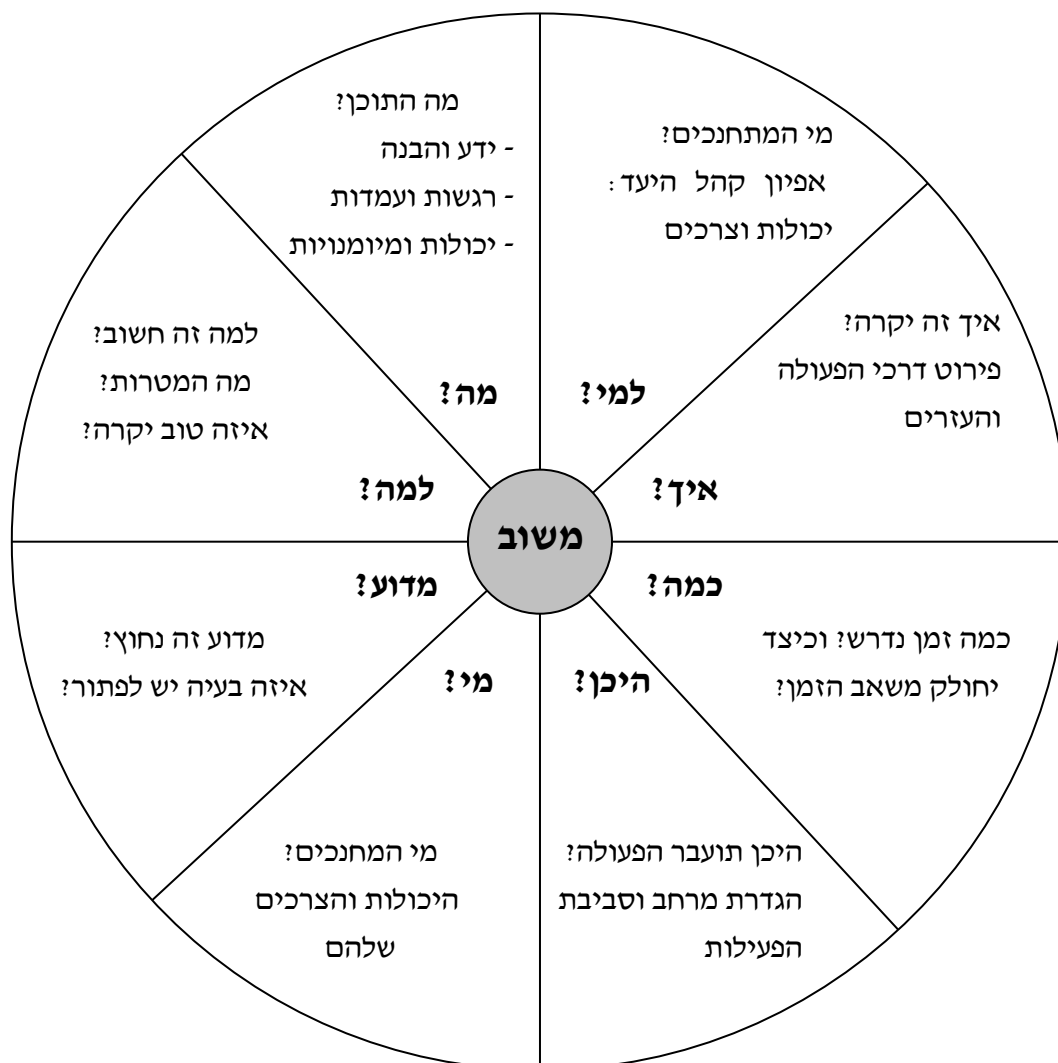 מי המתחנכים?
אפיון קהל היעד:
יכולות וצרכים
למי?
איך זה יקרה?
פירוט דרכי הפעולה
והעזרים
איך?
כמה?
כמה זמן נדרש? וכיצד
יחולק משאב הזמן?
היכן?
היכן תועבר הפעולה?
הגדרת מרחב וסביבת
הפעילות
מי?
מי המחנכים?
היכולות והצרכים
שלהם
מדוע?
מדוע זה נחוץ?
איזה בעיה יש לפתור?
למה זה חשוב?
מה המטרות?
איזה טוב יקרה?
למה?
מה התוכן?
- ידע והבנה
- רגשות ועמדות
- יכולות ומיומנויות
מה?
משוב